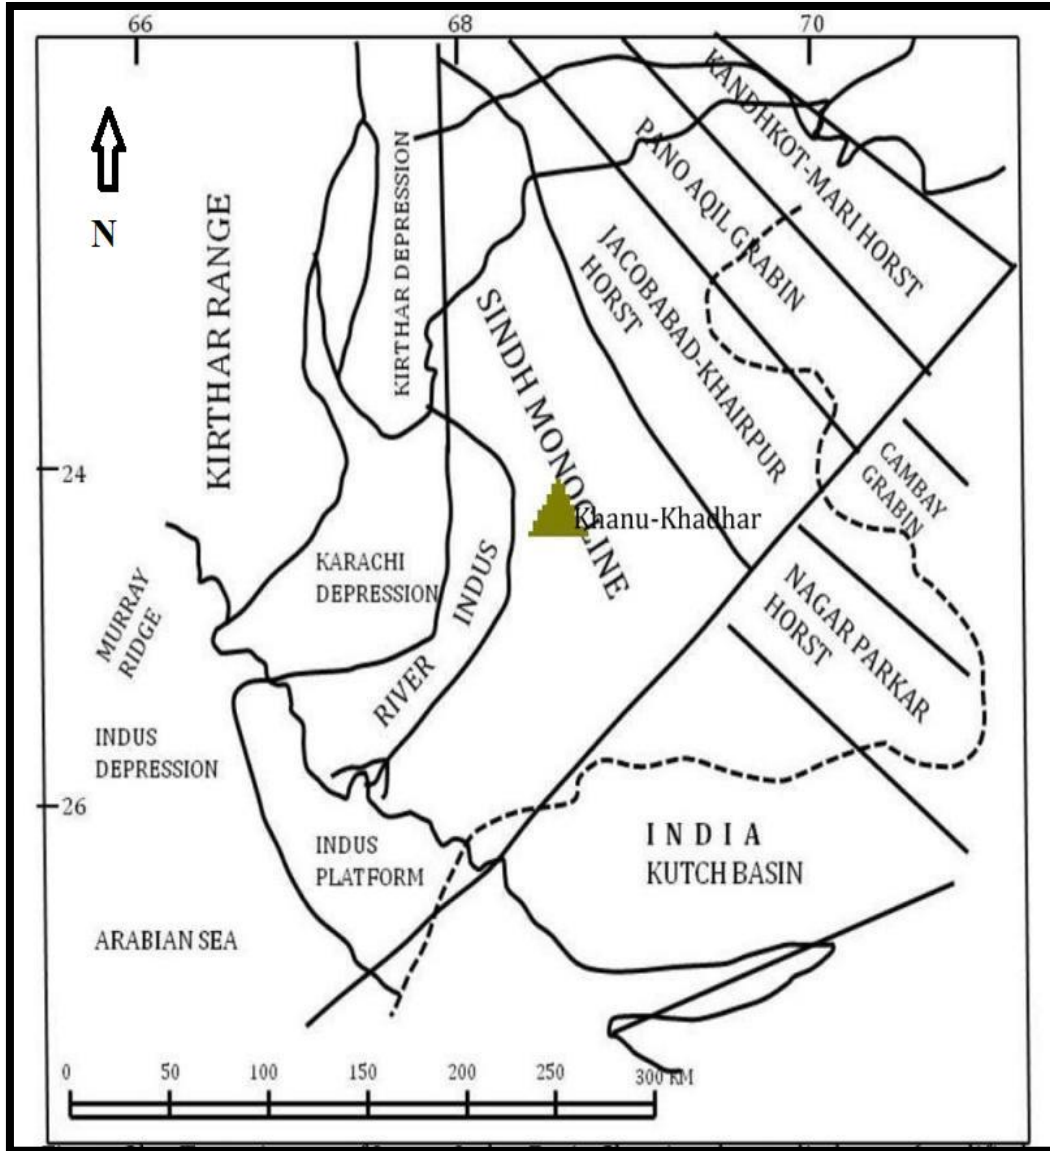 66
68
70
N
KIRTHAR RANGE
KIRTHAR DEPRESSION
KANDHKOT-MARI HORST
PANO AQIL GRABIN
JACOBABAD-KHAIRPUR
HORST
SINDH MONOCLINE
Khanu-Khadhar
24
CAMBAY
GRABIN
KARACHI
DEPRESSION
RIVER INDUS
MURRAY
RIDGE
NAGAR PARKAR
HORST
INDUS
DEPRESSION
26
INDUS
PLATFORM
INDIA
KUTCH BASIN
ARABIAN SEA
0 50 100 150 200 250 300 KM